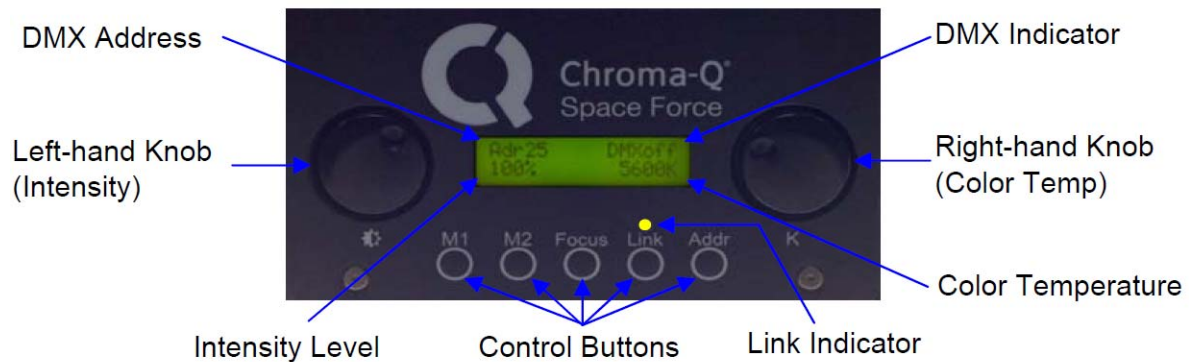 DMX Address
DMX Indicator
Chroma-Q®
Space Force
Left-hand Knob
(Intensity)
Adr25 DMXoff
100% 5600K
Right-hand Knob
(Color Temp)
M1 M2 Focus Link Addr K
Color Temperature
Intensity Level
Control Buttons
Link Indicator